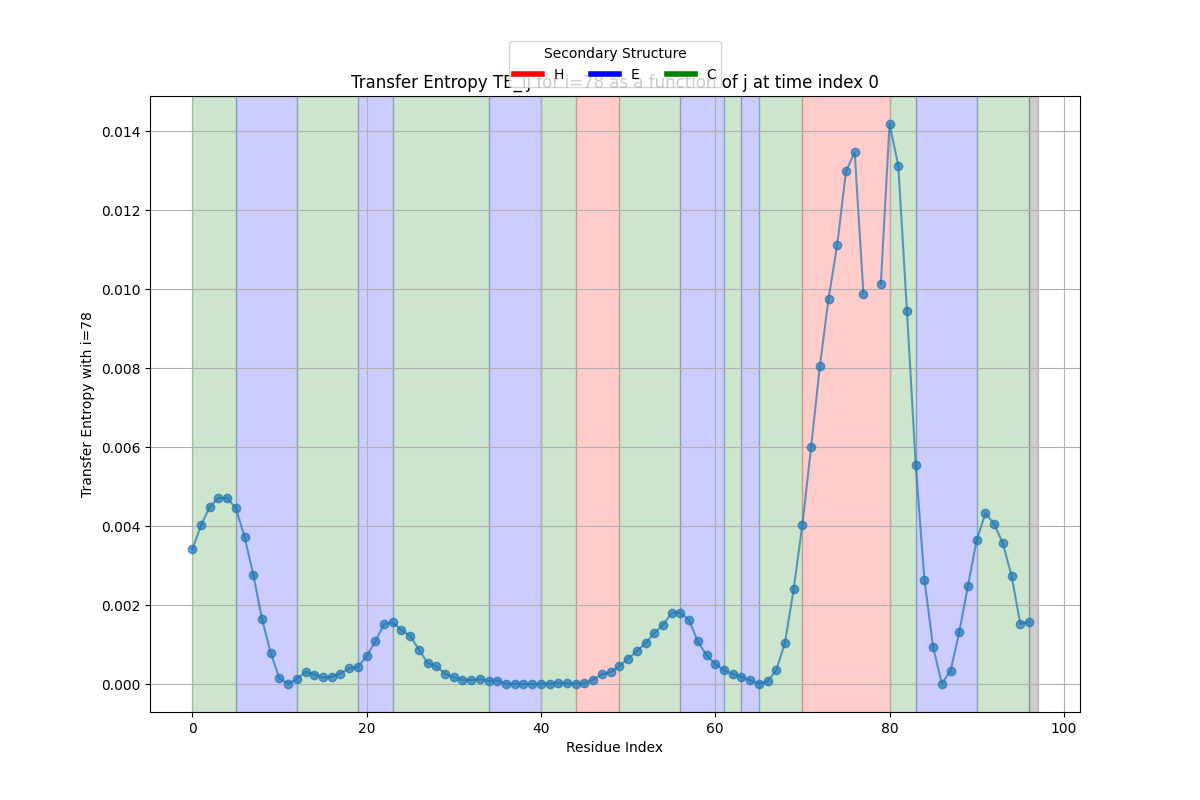 Secondary Structure
H E C
Transfer Entropy TE_ij for i=78 as a function of j at time index 0
Transfer Entropy with i=78
0.014
0.012
0.010
0.008
0.006
0.004
0.002
0.000
0 20 40 60 80 100
Residue Index